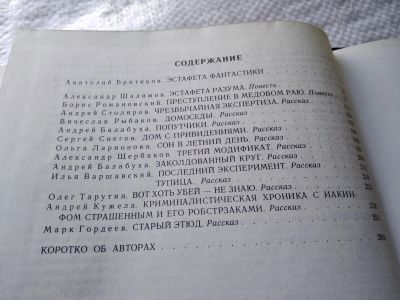 СОДЕРЖАНИЕ
Анатолий Бритиков. ЭСТАФЕТА ФАНТАСТИКИ
Александр Шалимов. ЭСТАФЕТА РАЗУМА. Повесть
Борис Романовский. ПРЕСТУПЛЕНИЕ В МЕДОВОМ РАЮ. Повесть
Андрей Столяров. ЧРЕЗВЫЧАЙНАЯ ЭКСПЕРТИЗА. Рассказ
Вячеслав Рыбаков. ДОМОСЕДЫ. Рассказ
Андрей Балабуха. ПОПУТЧИКИ. Рассказ
Сергей Снегов. ДОМ С ПРИВИДЕНИЯМИ. Рассказ
Ольга Ларионова. СОН В ЛЕТНИЙ ДЕНЬ. Рассказ
Александр Щербаков. ТРЕТИЙ МОДИФИКАТ. Рассказ
Андрей Балабуха. ЗАКОЛДОВАННЫЙ КРУГ. Рассказ
Илья Варшавский. ПОСЛЕДНИЙ ЭКСПЕРИМЕНТ. Рассказ
ТУПИЦА. Рассказ
Олег Тарутин. ВОТ ХОТЬ УБЕЙ — НЕ ЗНАЮ. Рассказ
Андрей Кужела. КРИМИНАЛИСТИЧЕСКАЯ ХРОНИКА С ИАКИН-
ФОМ СТРАШЕННЫМ И ЕГО РОБСТРЗАКАМИ. Рассказ
Марк Гордеев. СТАРЫЙ ЭТЮД. Рассказ
КОРОТКО ОБ АВТОРАХ